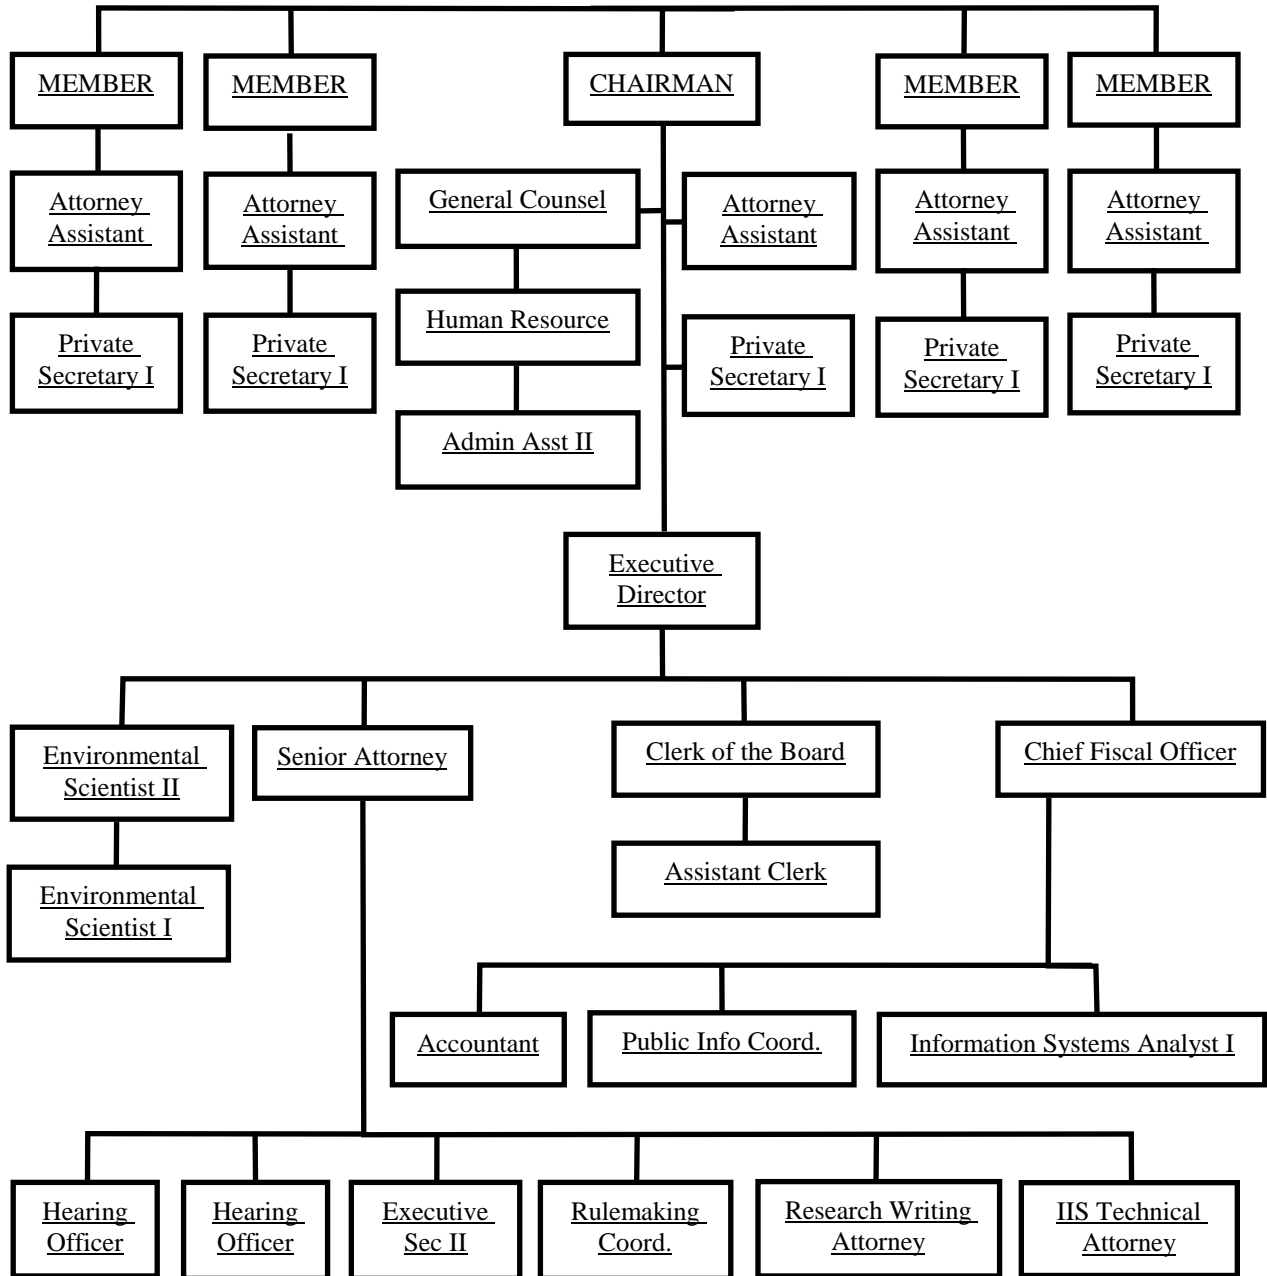 MEMBER
MEMBER
CHAIRMAN
MEMBER
MEMBER
Attorney
Assistant
Attorney
Assistant
General Counsel
Attorney
Assistant
Attorney
Assistant
Attorney
Assistant
Human Resource
Private
Secretary I
Private
Secretary I
Private
Secretary I
Private
Secretary I
Private
Secretary I
Admin Asst II
Executive
Director
Environmental
Scientist II
Senior Attorney
Clerk of the Board
Chief Fiscal Officer
Environmental
Scientist I
Assistant Clerk
Accountant
Public Info Coord.
Information Systems Analyst I
Hearing
Officer
Hearing
Officer
Executive
Sec II
Rulemaking
Coord.
Research Writing
Attorney
IIS Technical
Attorney